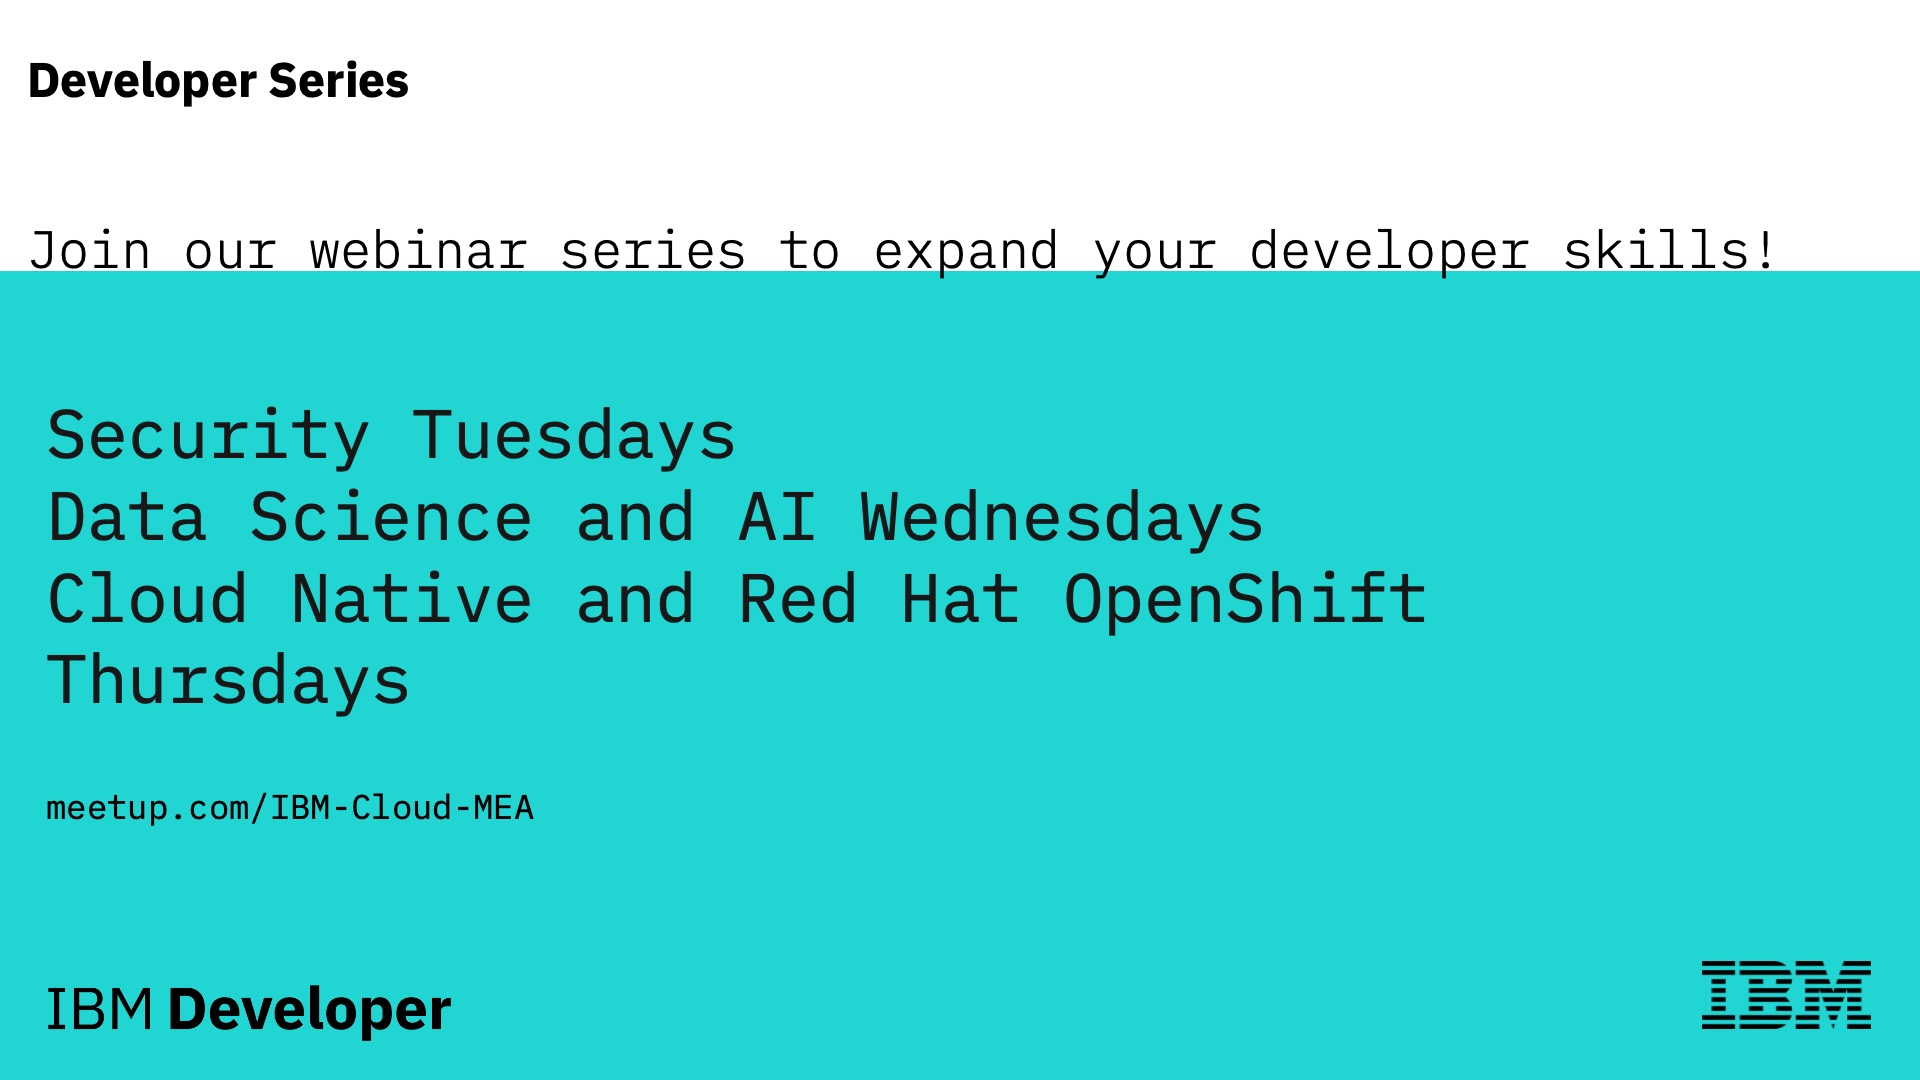 Developer Series
Join our webinar series to expand your developer skills!
Security Tuesdays
Data Science and AI Wednesdays
Cloud Native and Red Hat OpenShift
Thursdays
meetup.com/IBM-Cloud-MEA
IBM Developer
IBM